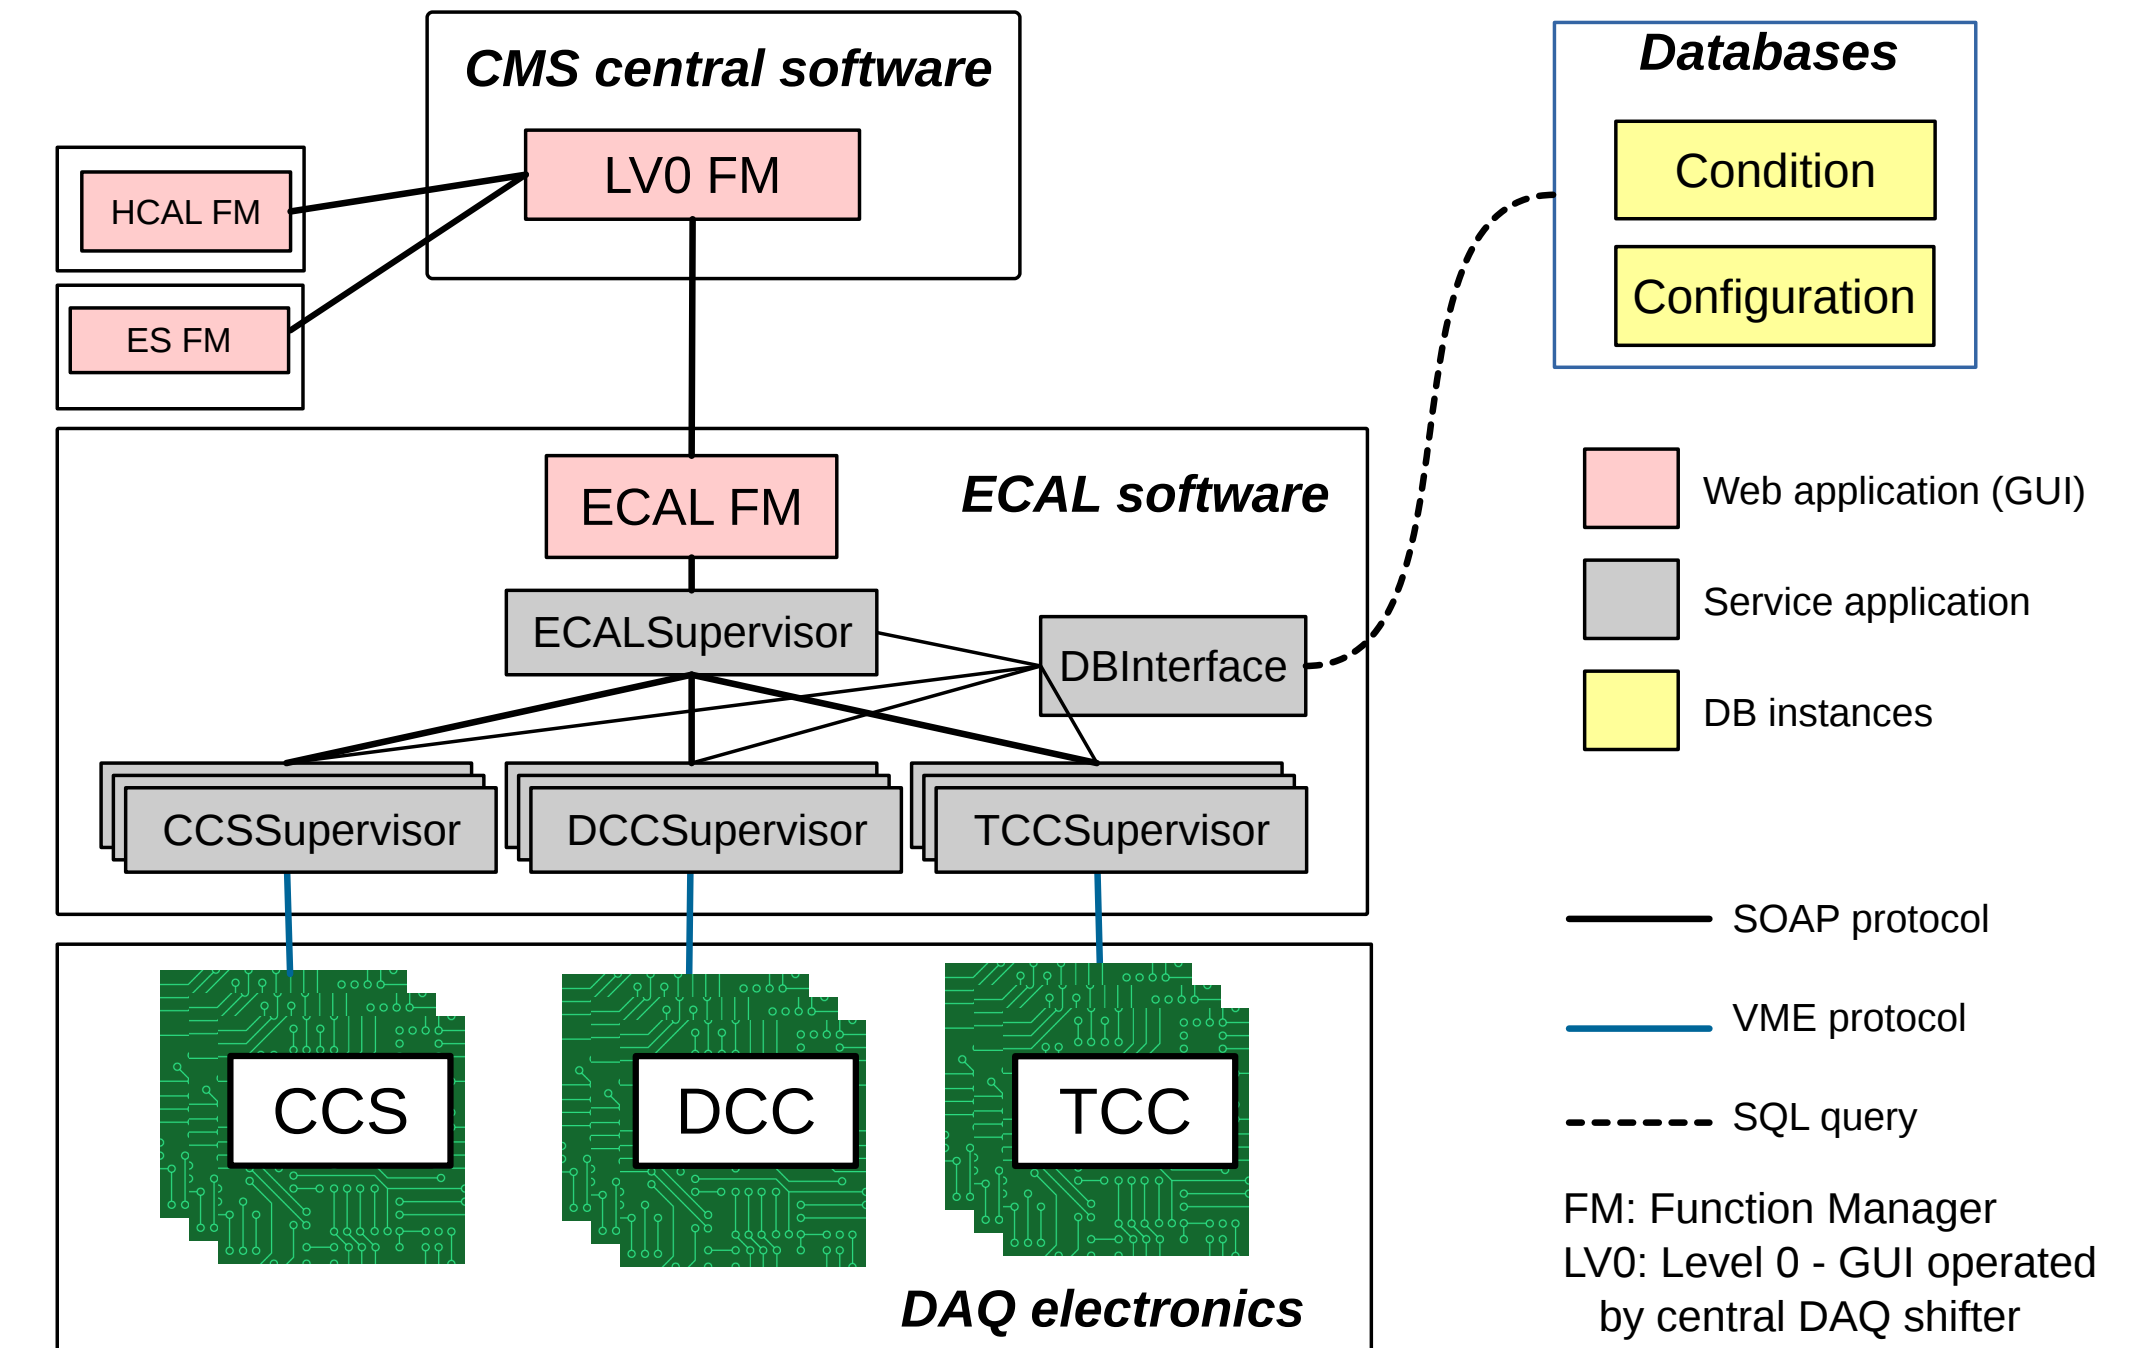 CMS central software
LV0 FM
HCAL FM
ES FM
Databases
Condition
Configuration
ECAL FM
ECAL software
ECALSupervisor
DBInterface
CCSSupervisor
DCCSupervisor
TCCSupervisor
CCS
DCC
TCC
DAQ electronics
Web application (GUI)
Service application
DB instances
SOAP protocol
VME protocol
SQL query
FM: Function Manager
LV0: Level 0 - GUI operated
by central DAQ shifter